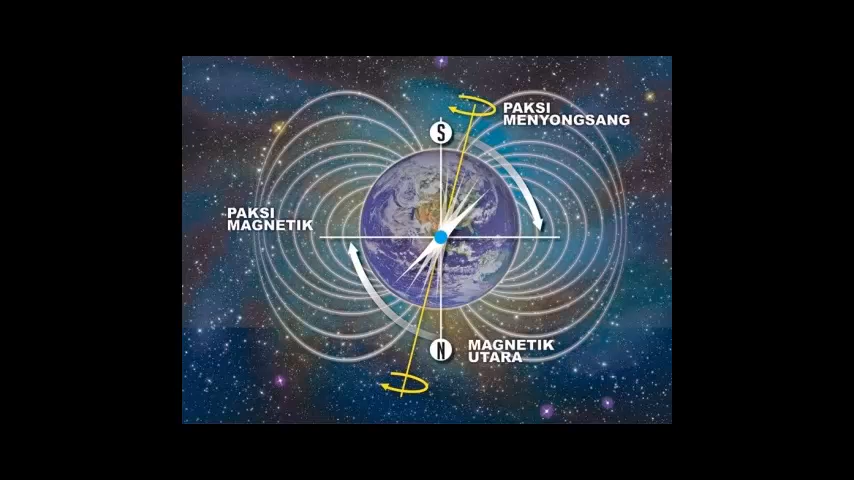 PAKSI
MENYONGSANG
S
PAKSI
MAGNETIK
MAGNETIK
UTARA
N